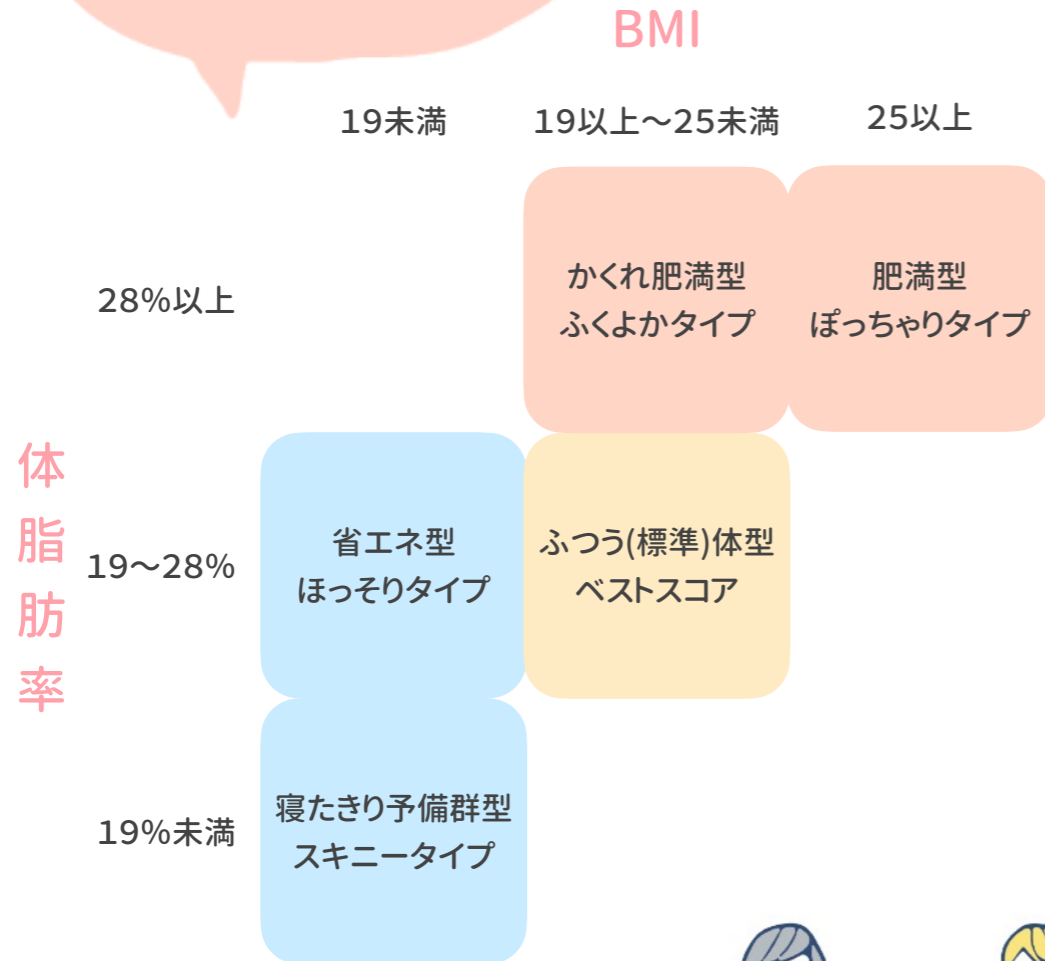 BMI
19未満
19以上～25未満
25以上
28%以上
かくれ肥満型
ふくよかタイプ
肥満型
ぽっちゃりタイプ
体脂肪率
19～28%
省エネ型
ほっそりタイプ
ふつう(標準)体型
ベストスコア
19%未満
寝たきり予備群型
スキニータイプ